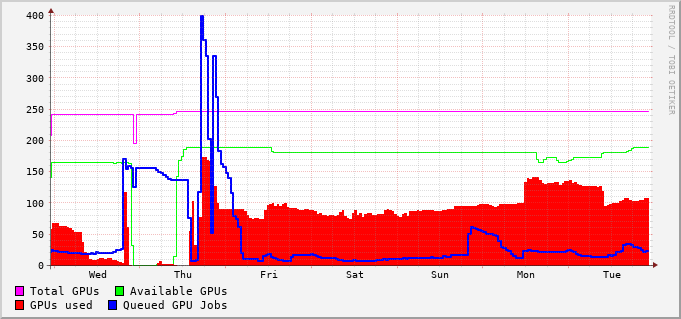 400
350
300
250
200
150
100
50
0
Wed Thu Fri Sat Sun Mon Tue
Total GPUs Available GPUs
GPUs used Queued GPU Jobs
RRDTOOL / TOBI OETIKER